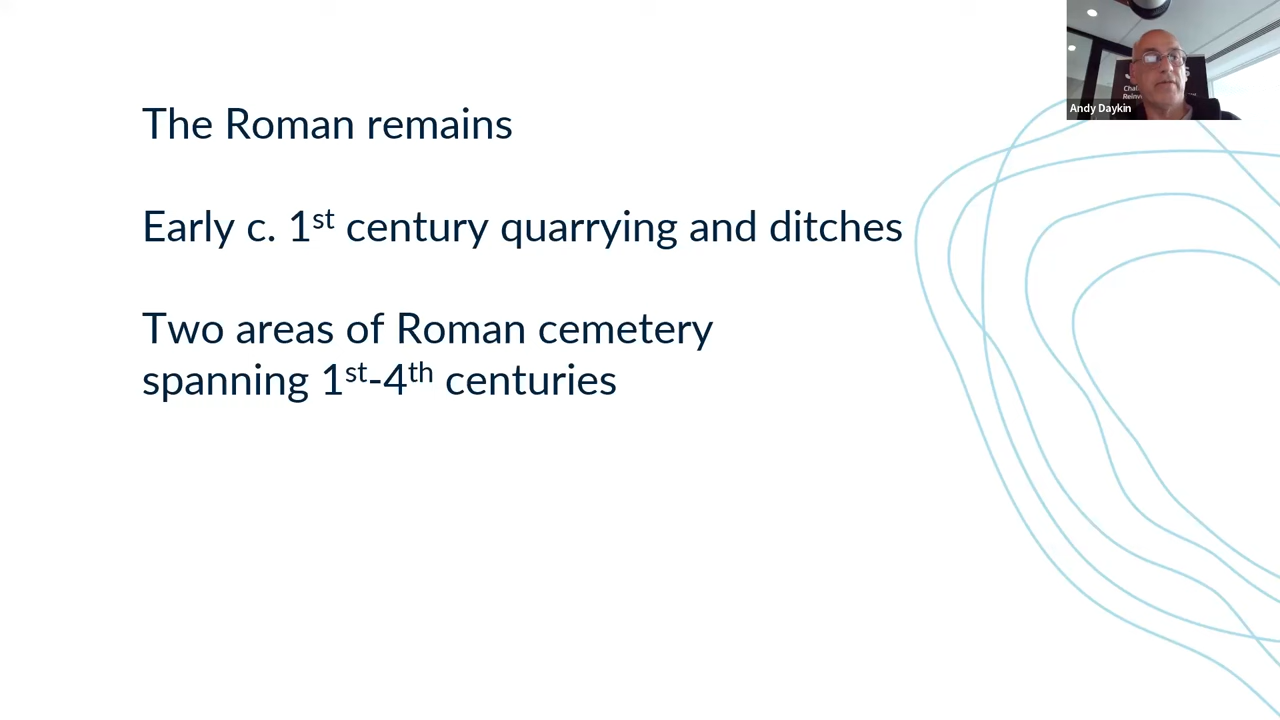 The Roman remains
Early c. 1st century quarrying and ditches
Two areas of Roman cemetery
spanning 1st-4th centuries
Andy Daykin